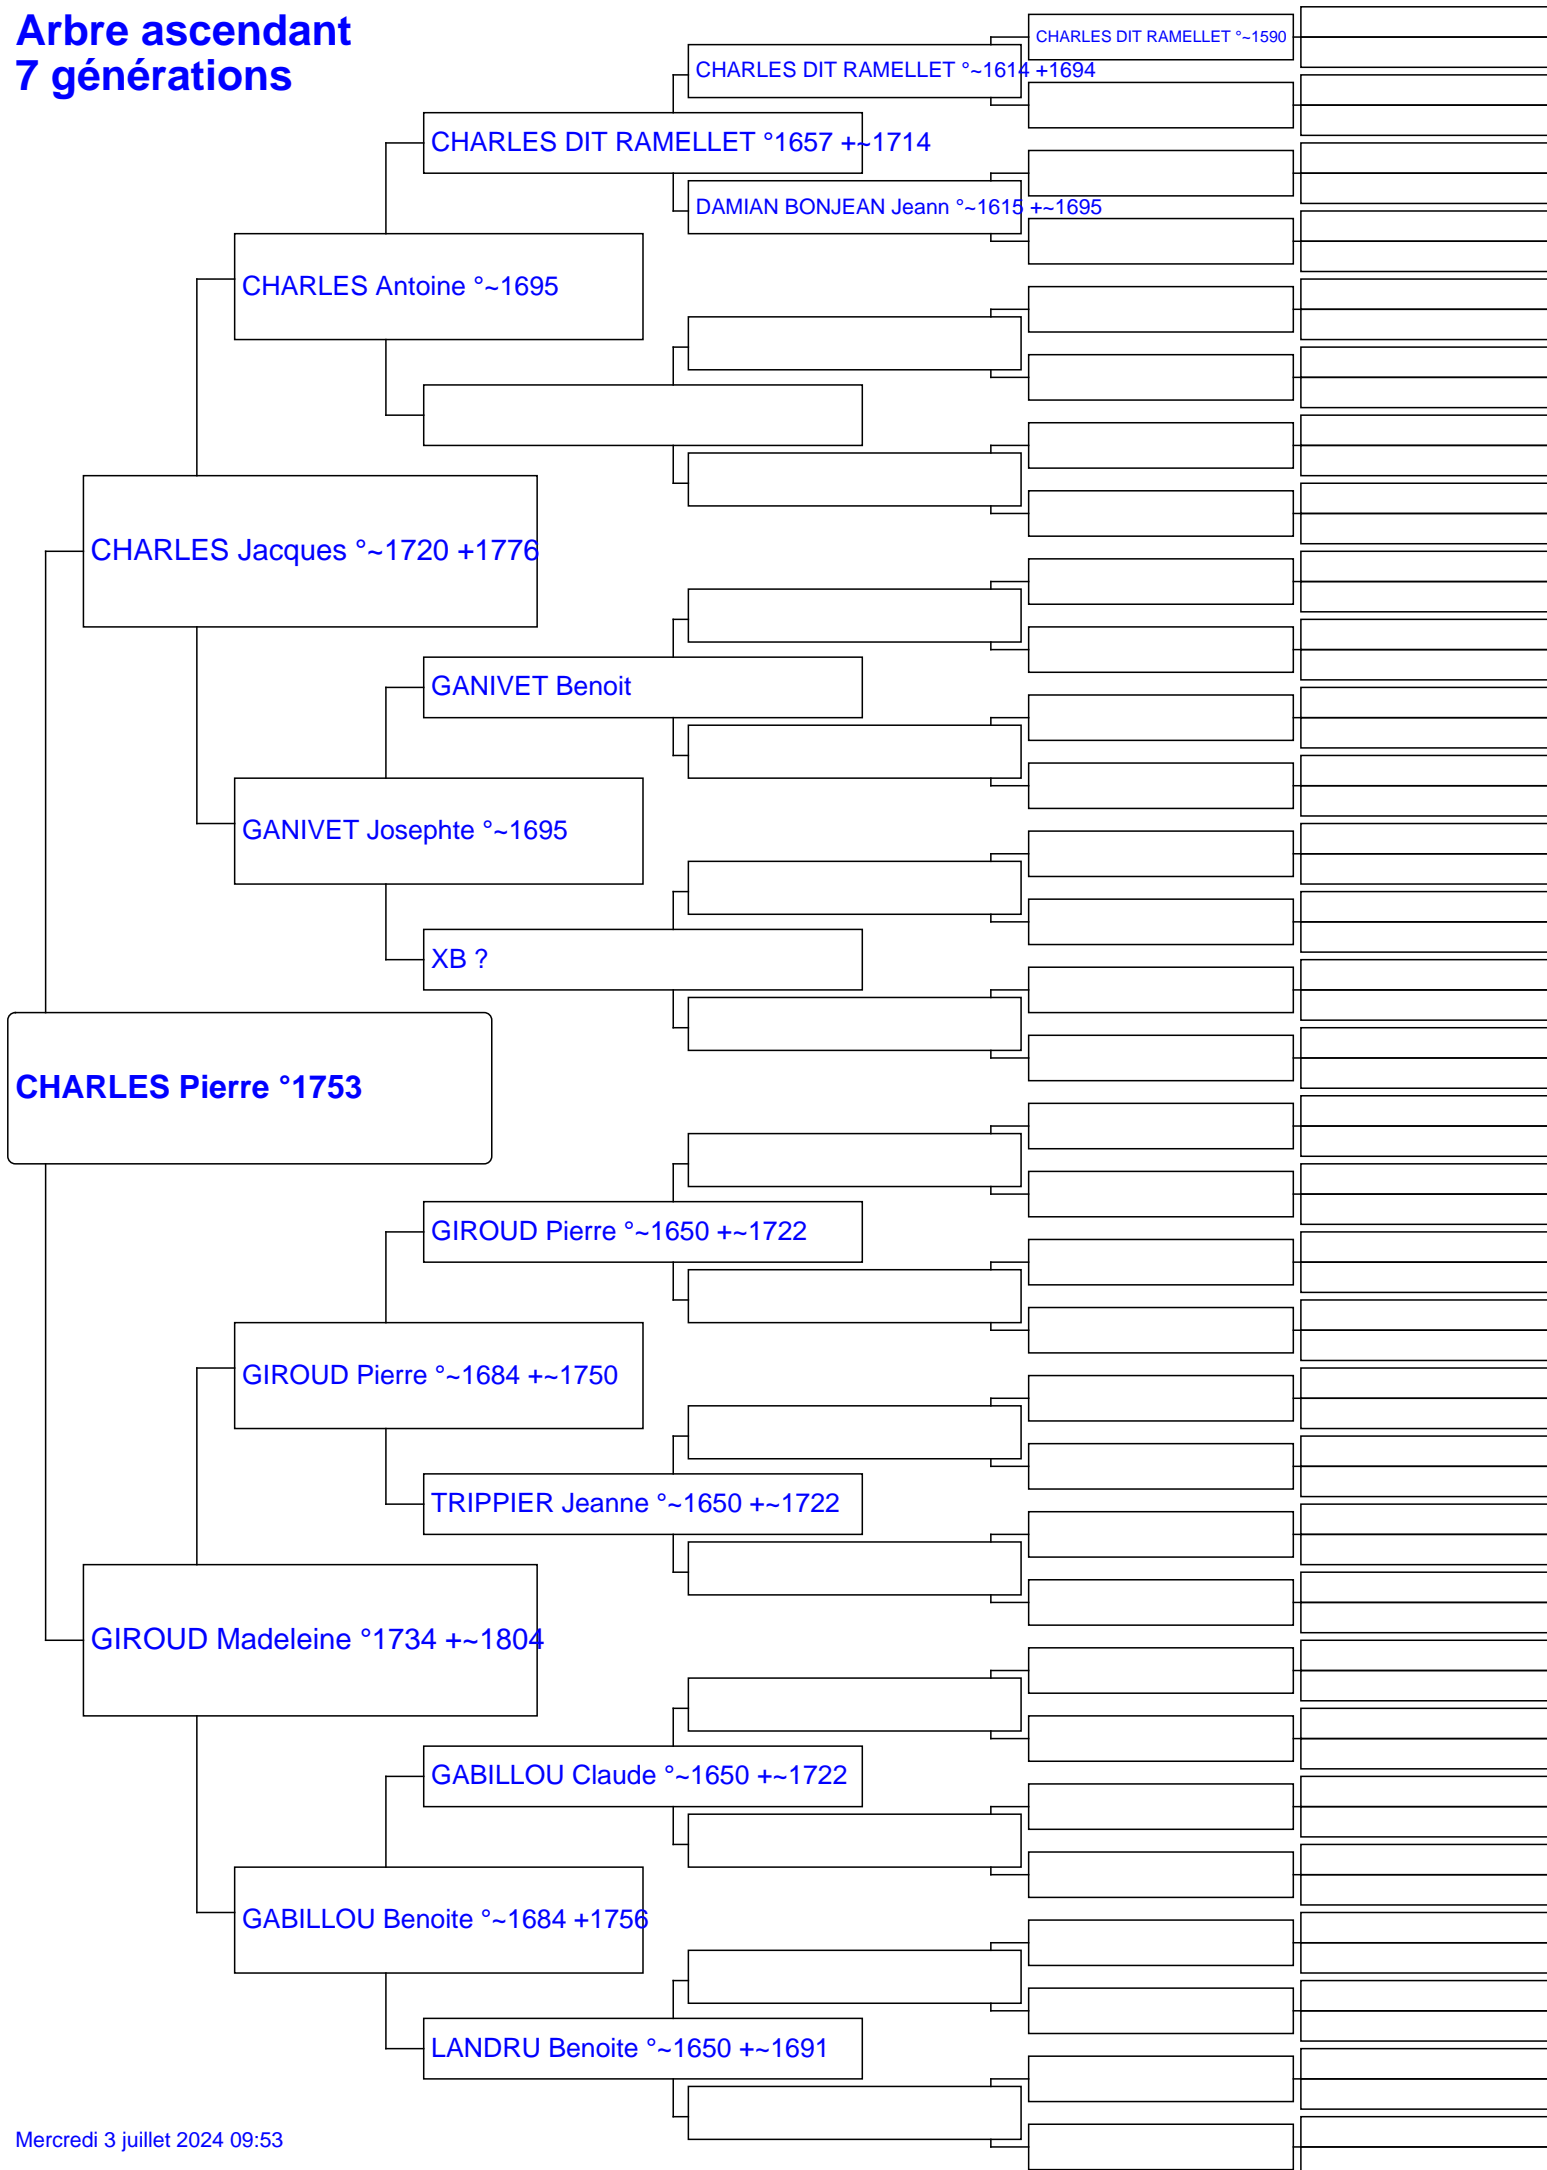 Arbre ascendant
7 générations
CHARLES DIT RAMELLET °~1590
CHARLES DIT RAMELLET °~1614 +1694
CHARLES DIT RAMELLET °1657 +~1714
DAMIAN BONJEAN Jeann °~1615 +~1695
CHARLES Antoine °~1695
CHARLES Jacques °~1720 +1776
GANIVET Benoit
GANIVET Josephte °~1695
XB ?
CHARLES Pierre °1753
GIROUD Pierre °~1650 +~1722
GIROUD Pierre °~1684 +~1750
TRIPPIER Jeanne °~1650 +~1722
GIROUD Madeleine °1734 +~1804
GABILLOU Claude °~1650 +~1722
GABILLOU Benoite °~1684 +1756
LANDRU Benoite °~1650 +~1691
Mercredi 3 juillet 2024 09:53